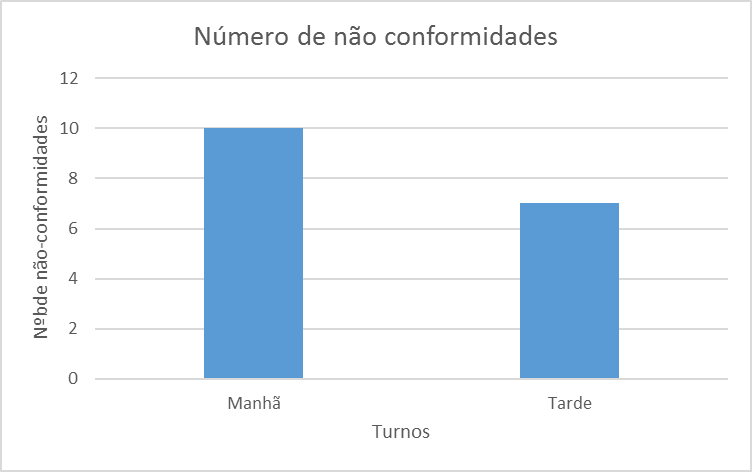 Número de não conformidades
Nºbde não-conformidades
12
10
8
6
4
2
0
Manhã
Tarde
Turnos